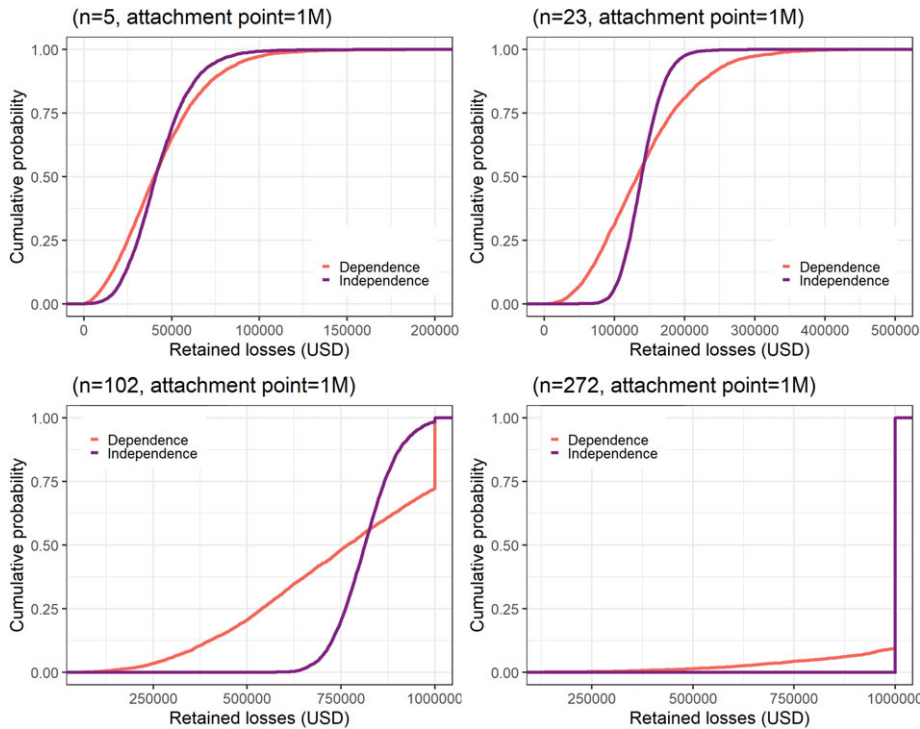 (n=5, attachment point=1M)
1.00
0.75
0.50
0.25
0.00
Cumulative probability
Dependence
Independence
0 50000 100000 150000 200000
Retained losses (USD)
(n=23, attachment point=1M)
1.00
0.75
0.50
0.25
0.00
Cumulative probability
Dependence
Independence
0 100000 200000 300000 400000 500000
Retained losses (USD)
(n=102, attachment point=1M)
1.00
0.75
0.50
0.25
0.00
Cumulative probability
Dependence
Independence
250000 500000 750000 1000000
Retained losses (USD)
(n=272, attachment point=1M)
1.00
0.75
0.50
0.25
0.00
Cumulative probability
Dependence
Independence
250000 500000 750000 1000000
Retained losses (USD)